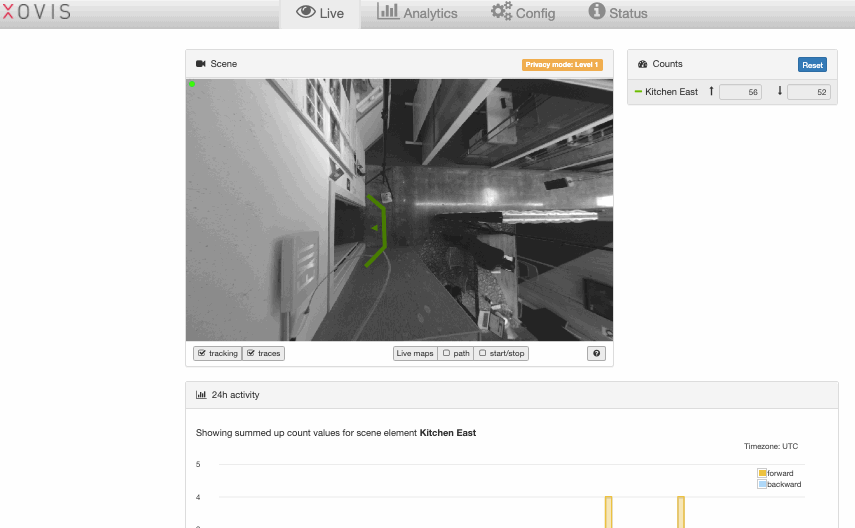 XOVIS Live Analytics Config Status
Scene Privacy mode: Level 1
Counts Reset
Kitchen East 56 52
tracking traces Live maps path start/stop ?
24h activity
Showing summed up count values for scene element Kitchen East
Timezone: UTC
5
forward
backward
4